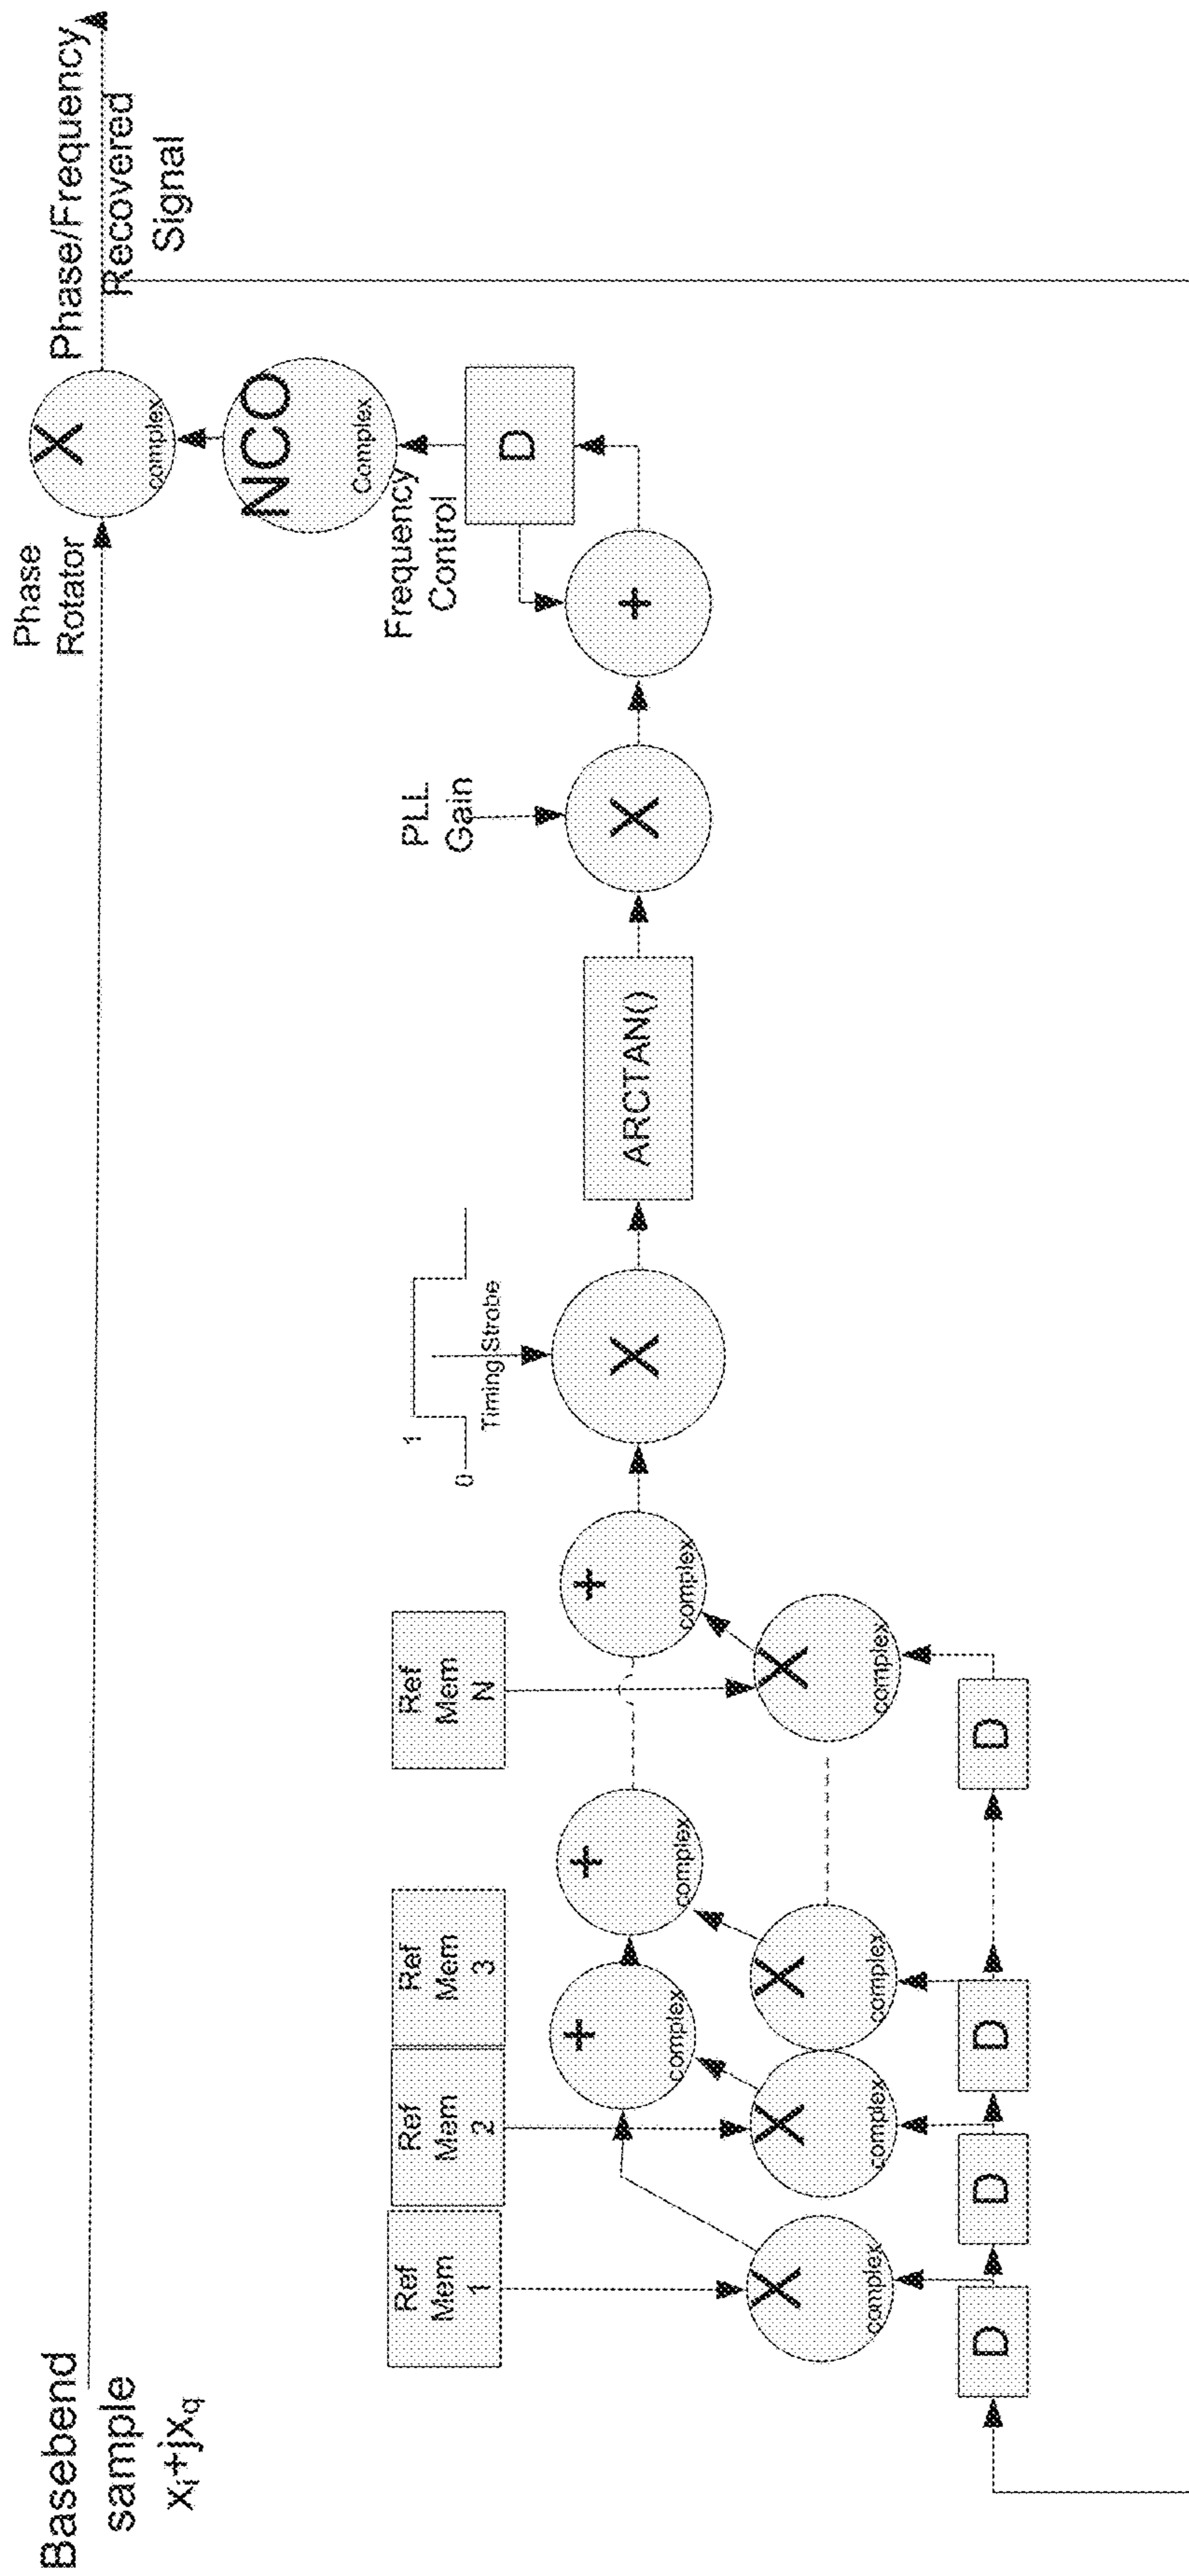 Basebend
sample
xi+jxq
Phase
Rotator
X
complex
Phase/Frequency
Recovered
Signal
NCO
Complex
Frequency
Control
D
+
PLL
Gain
X
ARCTAN()
1
0
Timing Strobe
X
Ref
Mem
1
Ref
Mem
2
Ref
Mem
3
Ref
Mem
N
+
complex
+
complex
+
complex
X
complex
X
complex
X
complex
X
complex
D
D
D
D